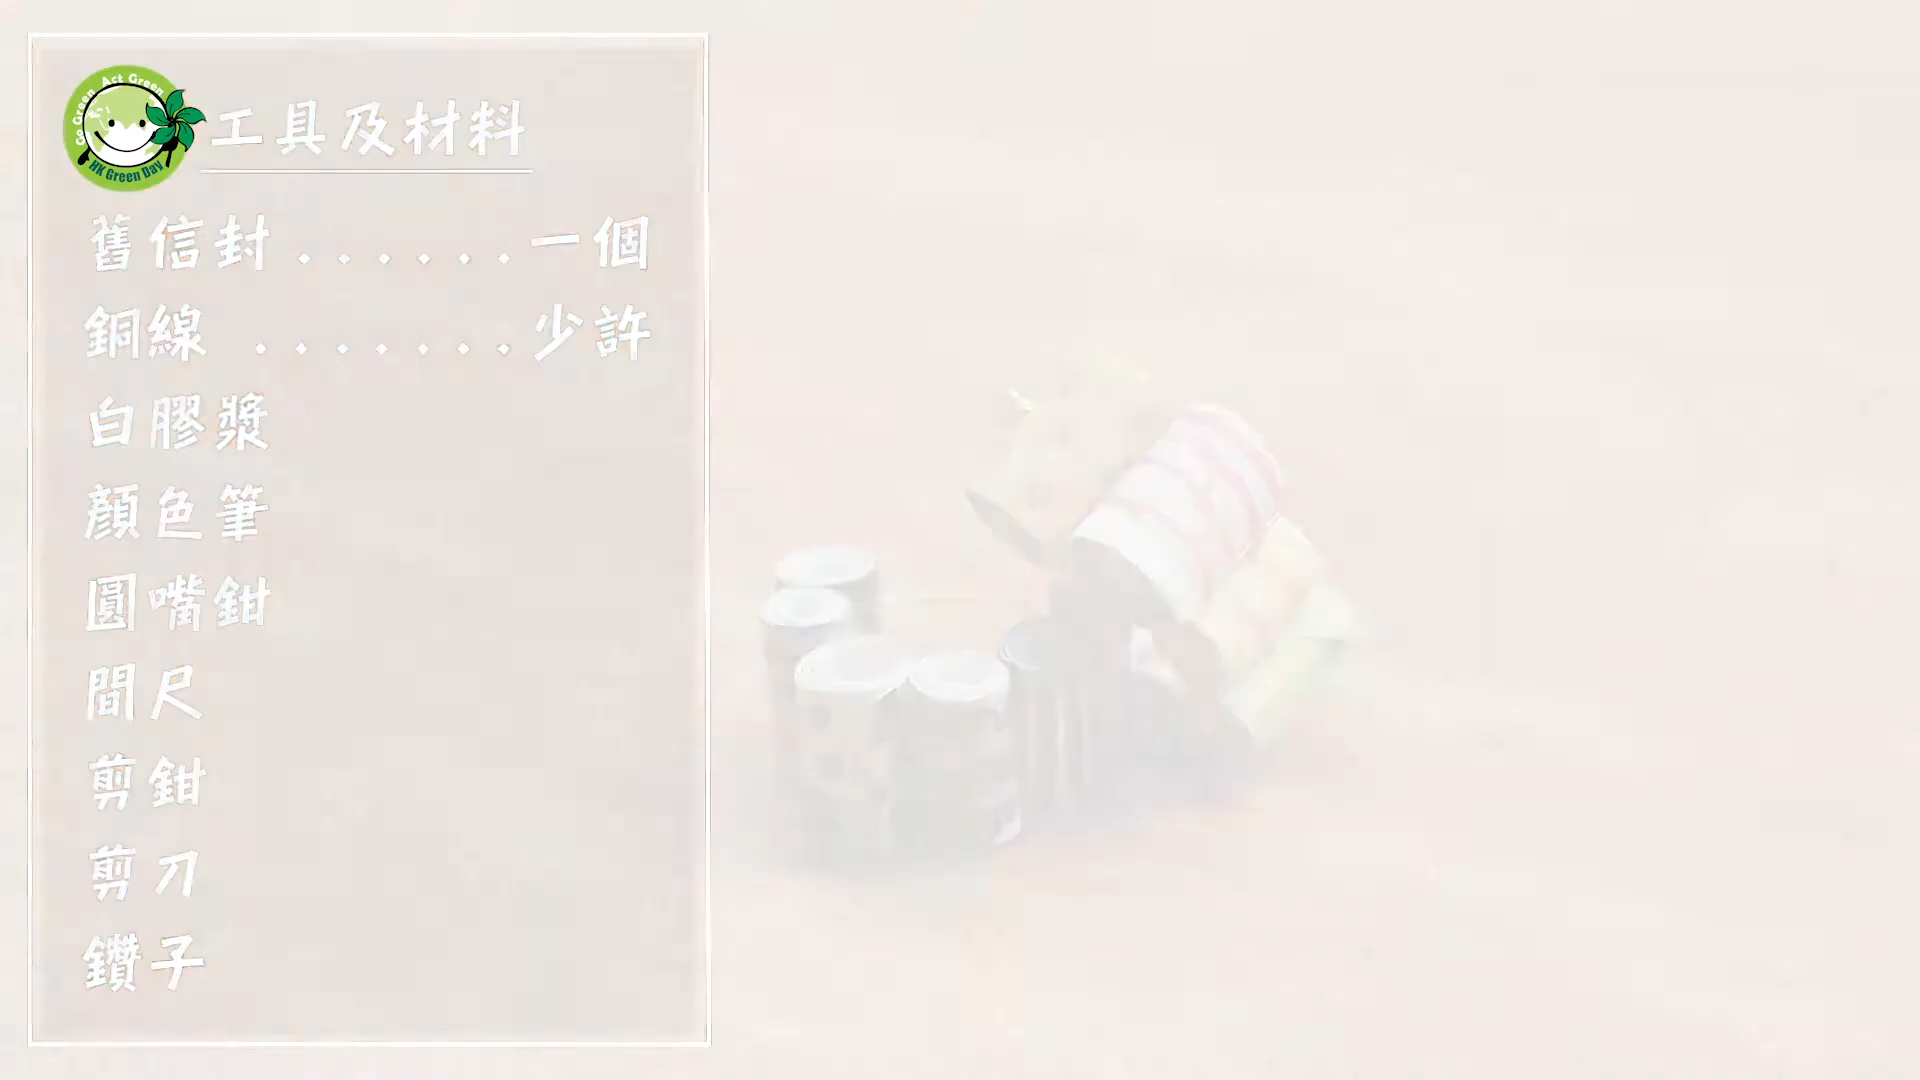 Go Green Act Green
HK Green Day
工具及材料
舊信封......一個
銅線 .......少許
白膠漿
顏色筆
圓嘴鉗
間尺
剪鉗
剪刀
鑽子